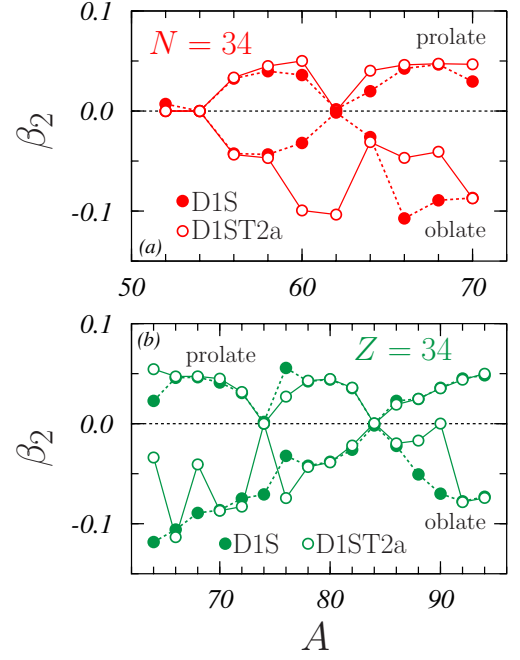 0.1
N = 34
prolate
0.0
β₂
-0.1
D1S
D1ST2a
(a)
oblate
50
60
70
0.1
(b)
prolate
Z = 34
0.0
β₂
-0.1
D1S
D1ST2a
oblate
70
80
90
A